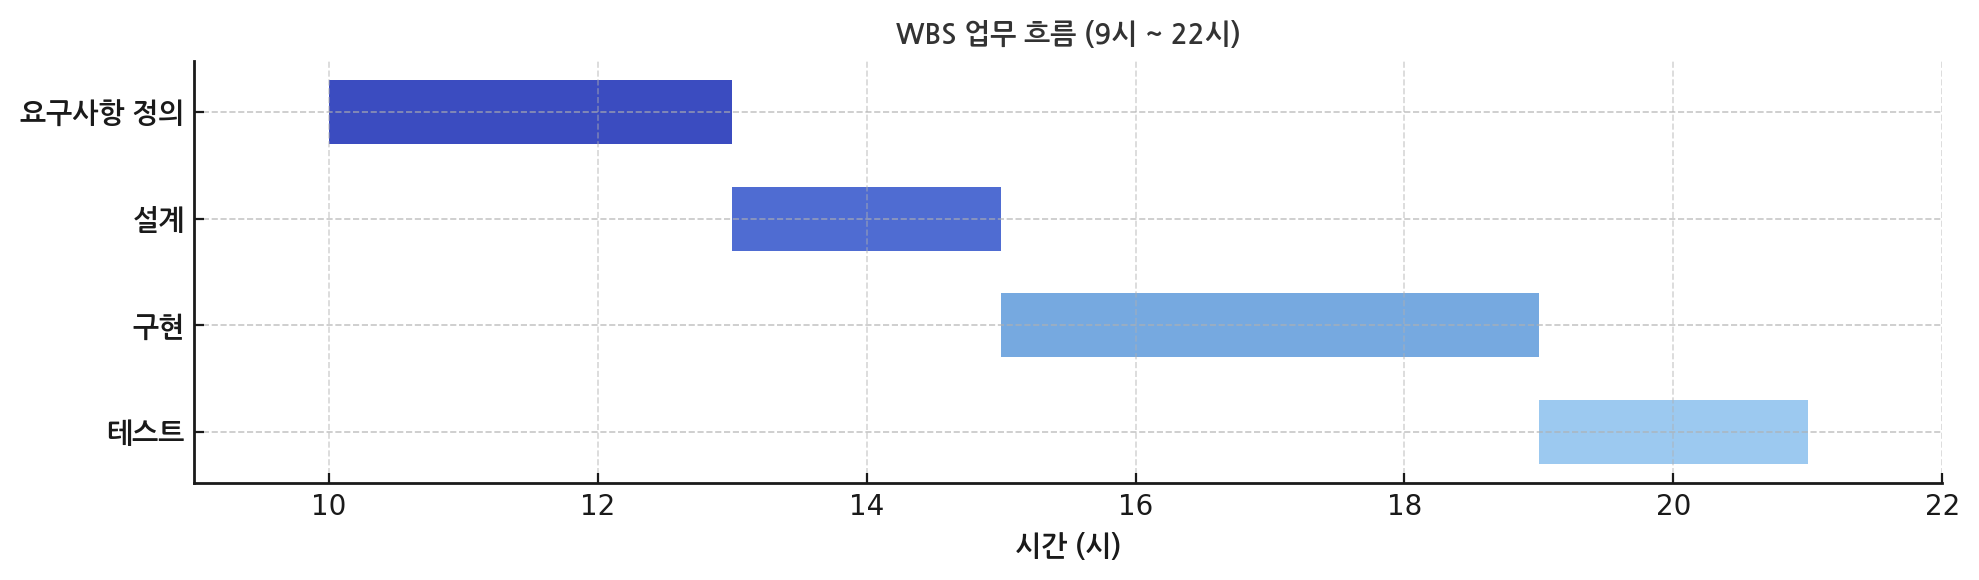 WBS 업무 흐름 (9시 ~ 22시)
요구사항 정의
설계
구현
테스트
10 12 14 16 18 20 22
시간 (시)